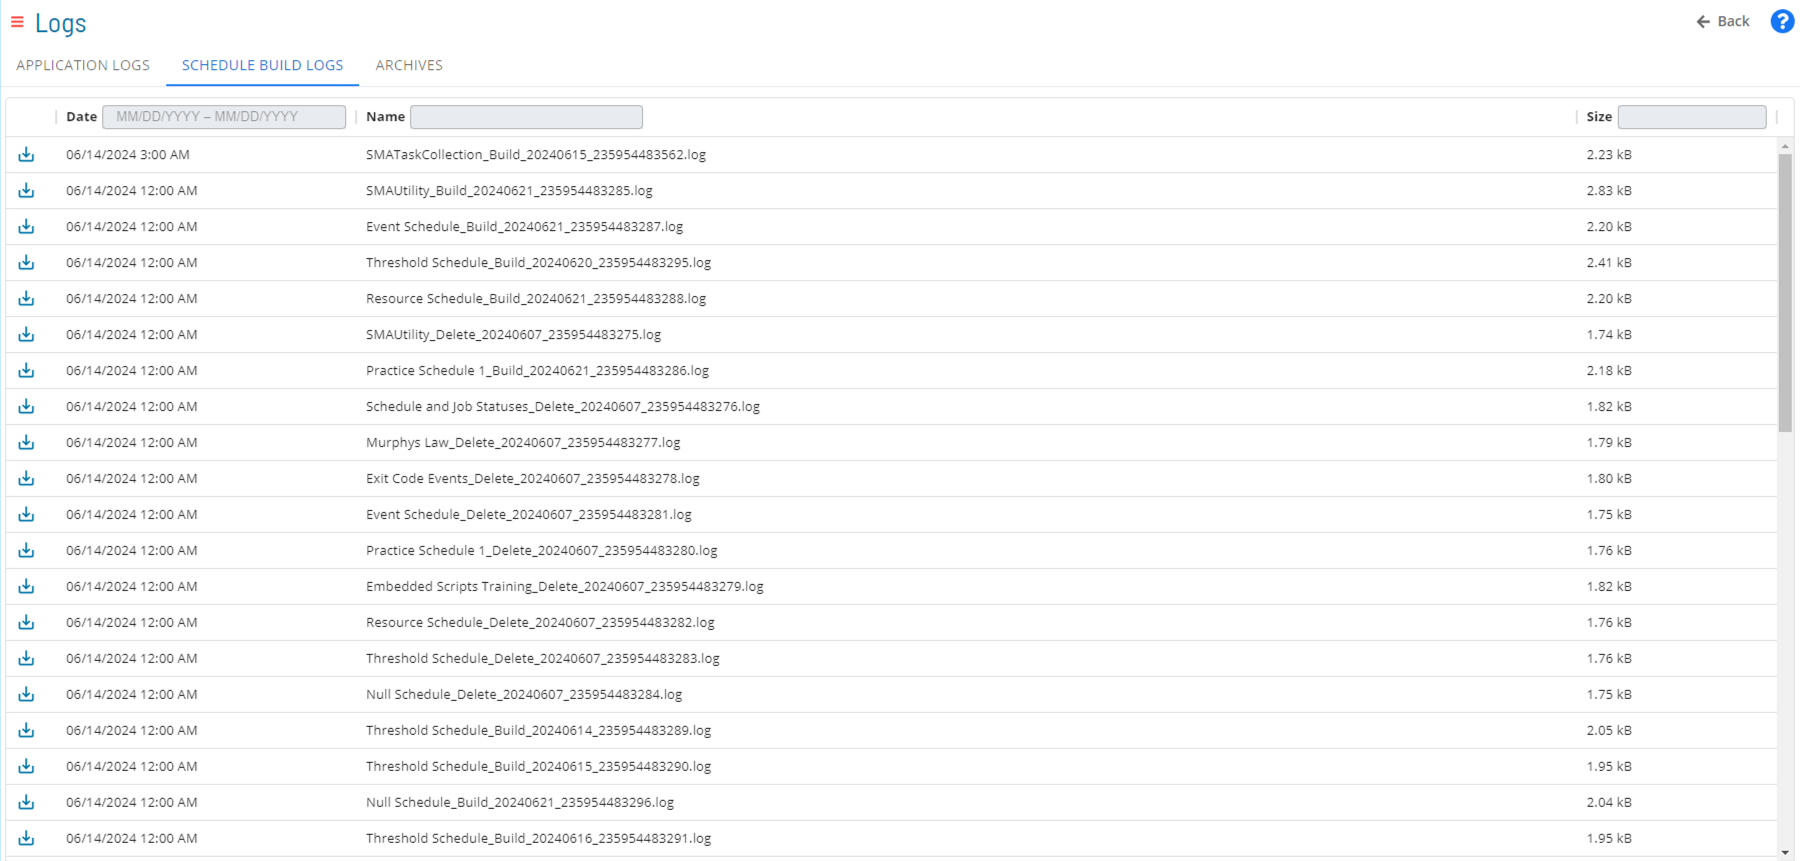 Logs
Back
?
APPLICATION LOGS SCHEDULE BUILD LOGS ARCHIVES
Date MM/DD/YYYY – MM/DD/YYYY Name Size
06/14/2024 3:00 AM SMATaskCollection_Build_20240615_235954483562.log 2.23 kB
06/14/2024 12:00 AM SMAUtility_Build_20240621_235954483285.log 2.83 kB
06/14/2024 12:00 AM Event Schedule_Build_20240621_235954483287.log 2.20 kB
06/14/2024 12:00 AM Threshold Schedule_Build_20240620_235954483295.log 2.41 kB
06/14/2024 12:00 AM Resource Schedule_Build_20240621_235954483288.log 2.20 kB
06/14/2024 12:00 AM SMAUtility_Delete_20240607_235954483275.log 1.74 kB
06/14/2024 12:00 AM Practice Schedule 1_Build_20240621_235954483286.log 2.18 kB
06/14/2024 12:00 AM Schedule and Job Statuses_Delete_20240607_235954483276.log 1.82 kB
06/14/2024 12:00 AM Murphys Law_Delete_20240607_235954483277.log 1.79 kB
06/14/2024 12:00 AM Exit Code Events_Delete_20240607_235954483278.log 1.80 kB
06/14/2024 12:00 AM Event Schedule_Delete_20240607_235954483281.log 1.75 kB
06/14/2024 12:00 AM Practice Schedule 1_Delete_20240607_235954483280.log 1.76 kB
06/14/2024 12:00 AM Embedded Scripts Training_Delete_20240607_235954483279.log 1.82 kB
06/14/2024 12:00 AM Resource Schedule_Delete_20240607_235954483282.log 1.76 kB
06/14/2024 12:00 AM Threshold Schedule_Delete_20240607_235954483283.log 1.76 kB
06/14/2024 12:00 AM Null Schedule_Delete_20240607_235954483284.log 1.75 kB
06/14/2024 12:00 AM Threshold Schedule_Build_20240614_235954483289.log 2.05 kB
06/14/2024 12:00 AM Threshold Schedule_Build_20240615_235954483290.log 1.95 kB
06/14/2024 12:00 AM Null Schedule_Build_20240621_235954483296.log 2.04 kB
06/14/2024 12:00 AM Threshold Schedule_Build_20240616_235954483291.log 1.95 kB